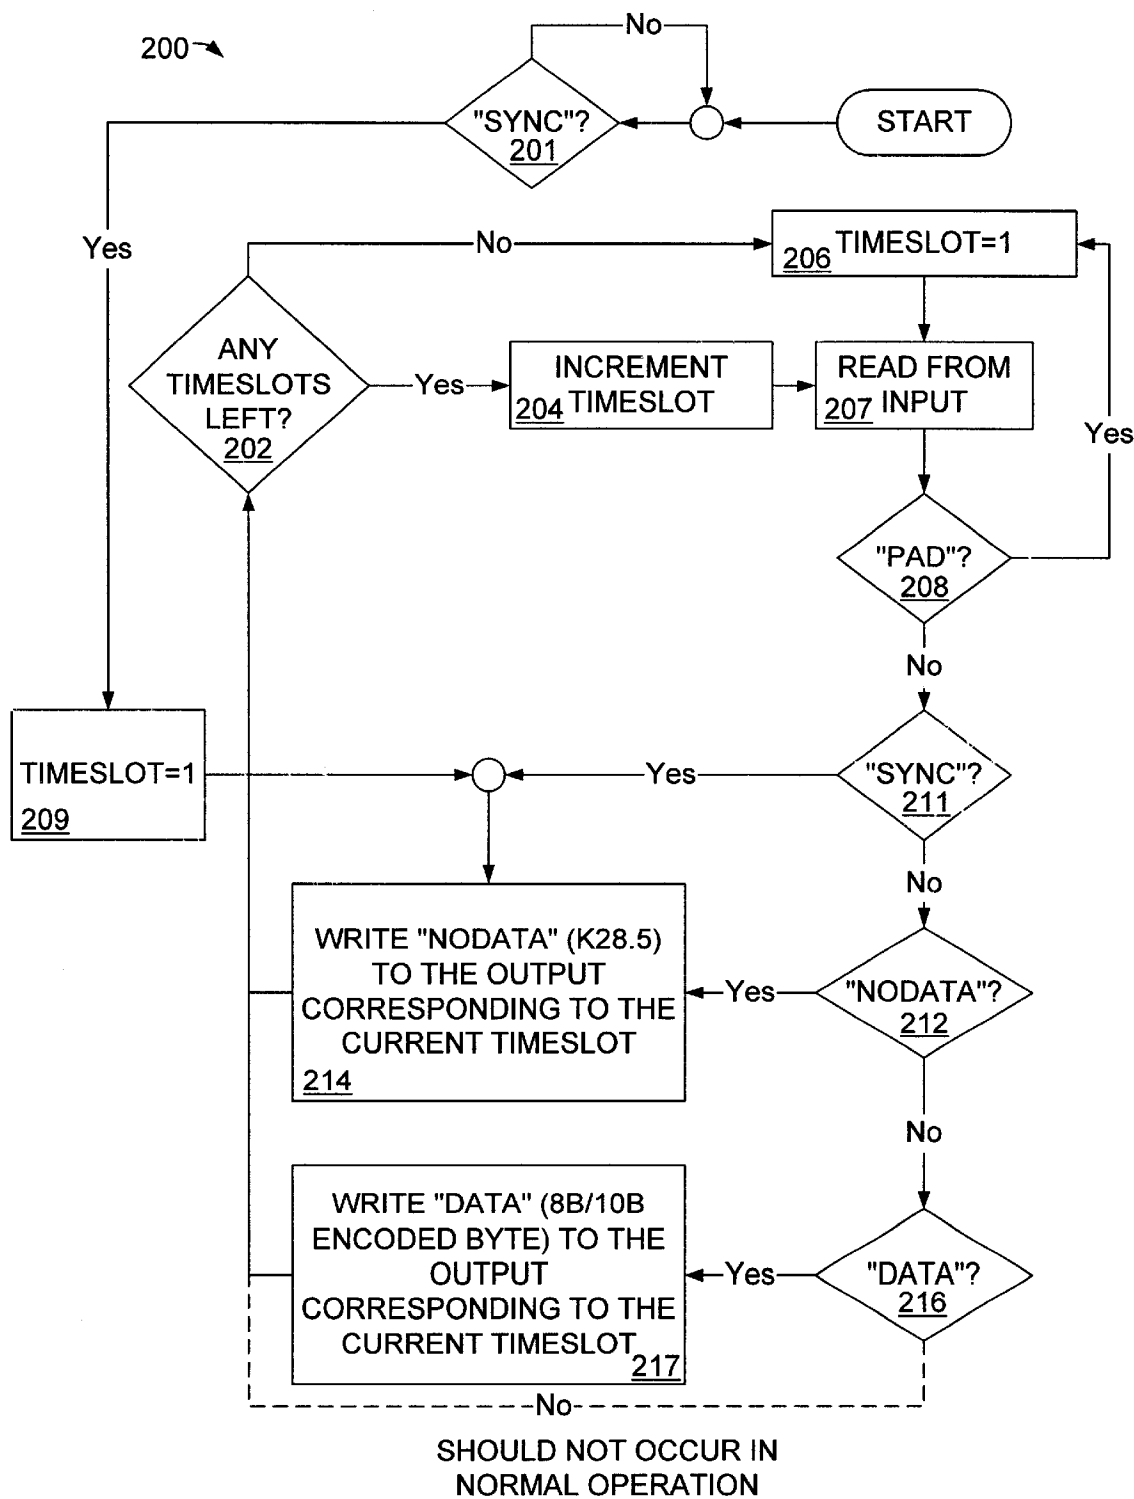 200
No
"SYNC"?
201
START
Yes
No
TIMESLOT=1
206
ANY
TIMESLOTS
LEFT?
202
Yes
INCREMENT
TIMESLOT
204
READ FROM
INPUT
207
Yes
"PAD"?
208
No
TIMESLOT=1
209
Yes
"SYNC"?
211
No
WRITE "NODATA" (K28.5)
TO THE OUTPUT
CORRESPONDING TO THE
CURRENT TIMESLOT
214
Yes
"NODATA"?
212
No
WRITE "DATA" (8B/10B
ENCODED BYTE) TO THE
OUTPUT
CORRESPONDING TO THE
CURRENT TIMESLOT
217
Yes
"DATA"?
216
No
SHOULD NOT OCCUR IN
NORMAL OPERATION